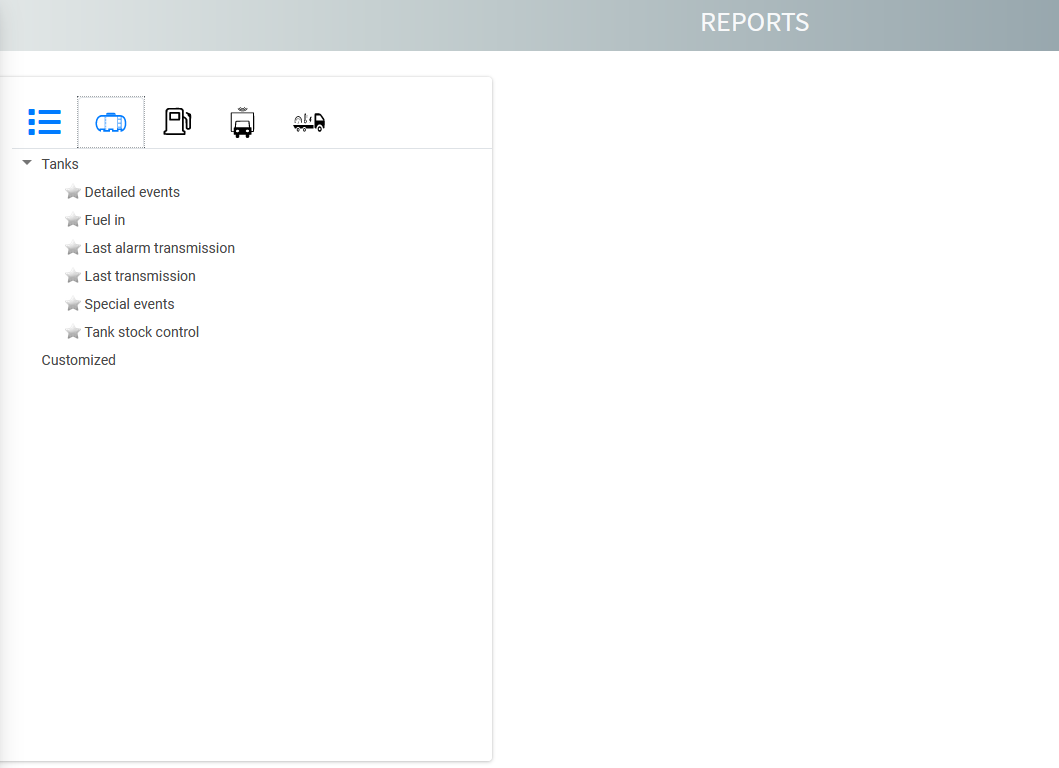 REPORTS
Tanks
Detailed events
Fuel in
Last alarm transmission
Last transmission
Special events
Tank stock control
Customized